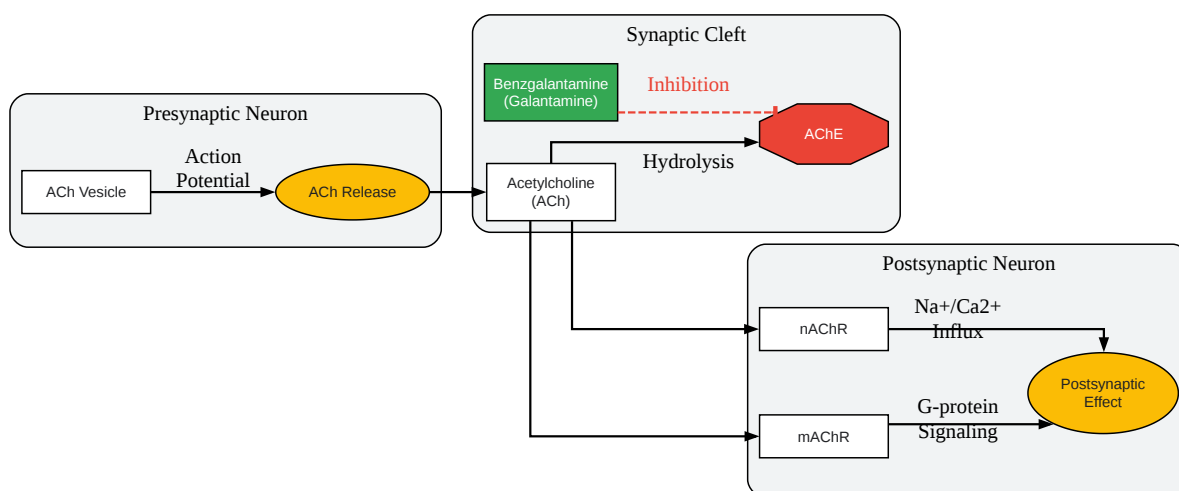 Synaptic Cleft
Benzgalantamine
(Galantamine)
Inhibition
AChE
Presynaptic Neuron
Action
Potential
ACh Vesicle
ACh Release
Hydrolysis
Acetylcholine
(ACh)
Postsynaptic Neuron
Na+/Ca2+
Influx
nAChR
Postsynaptic
Effect
G-protein
Signaling
mAChR